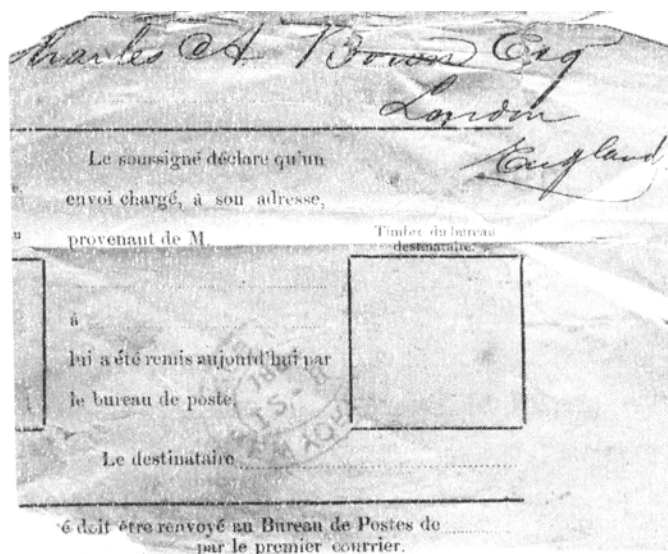 Charles A Bowen Esq
London
England
Le soussigné déclare qu'un
envoi chargé, à son adresse,
provenant de M
Timbre du bureau
destinataire.
à
lui a été remis aujourd'hui par
le bureau de poste,
Le destinataire
é doit être renvoyé au Bureau de Postes de
par le premier courrier.